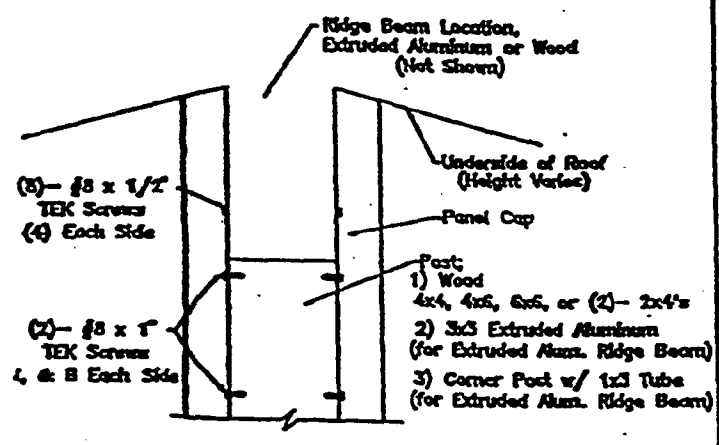 Ridge Beam Location,
Extruded Aluminum or Wood
(Not Shown)
Underside of Roof
(Height Varies)
(8)- #8 x 1/2"
TEK Screws
(4) Each Side
Panel Cap
Post;
1) Wood
4x4, 4x6, 6x6, or (2)- 2x4's
2) 3x3 Extruded Aluminum
(for Extruded Alum. Ridge Beam)
3) Corner Post w/ 1x3 Tube
(for Extruded Alum. Ridge Beam)
(2)- #8 x 1"
TEK Screws
& B Each Side